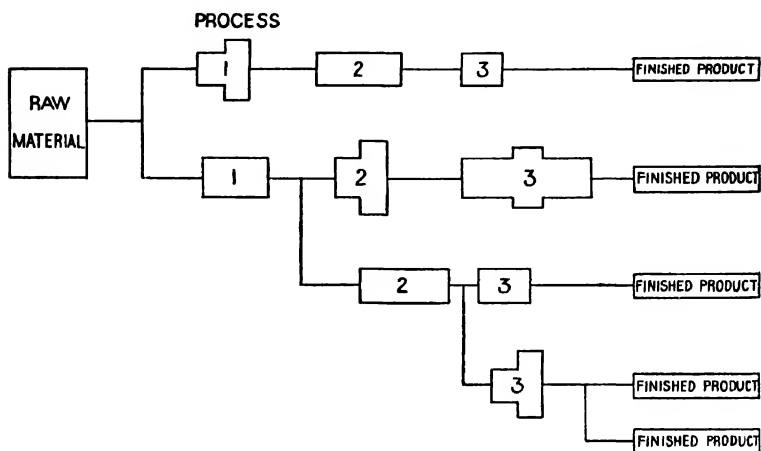 PROCESS
1 2 3 FINISHED PRODUCT
RAW
MATERIAL
1 2 3 FINISHED PRODUCT
2 3 FINISHED PRODUCT
3 FINISHED PRODUCT
FINISHED PRODUCT